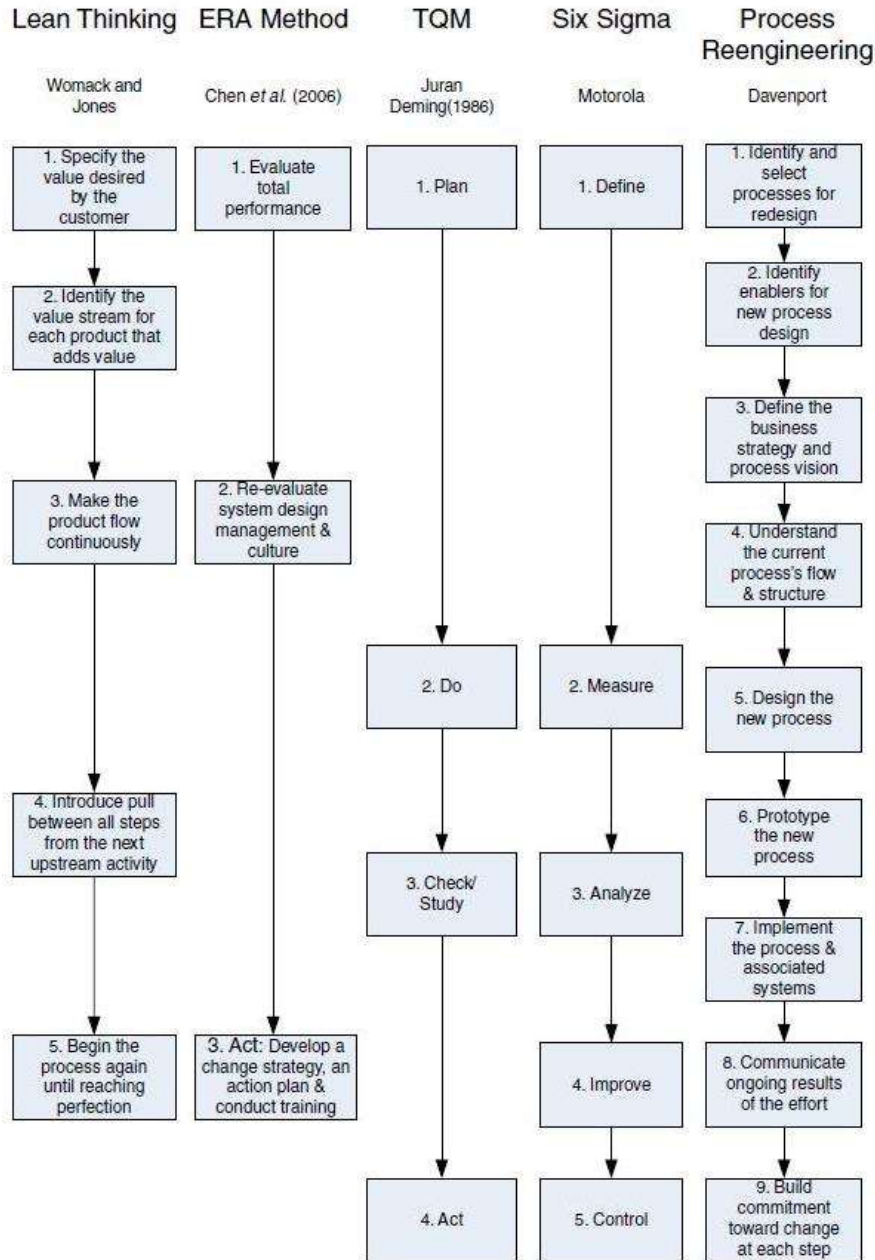 Lean Thinking
ERA Method
TQM
Six Sigma
Process
Reengineering
Womack and
Jones
Chen et al. (2006)
Juran
Deming(1986)
Motorola
Davenport
1. Specify the
value desired
by the
customer
2. Identify the
value stream for
each product that
adds value
3. Make the
product flow
continuously
4. Introduce pull
between all steps
from the next
upstream activity
5. Begin the
process again
until reaching
perfection
1. Evaluate
total
performance
2. Re-evaluate
system design
management &
culture
3. Act: Develop a
change strategy, an
action plan &
conduct training
1. Plan
2. Do
3. Check/
Study
4. Act
1. Define
2. Measure
3. Analyze
4. Improve
5. Control
1. Identify and
select
processes for
redesign
2. Identify
enablers for
new process
design
3. Define the
business
strategy and
process vision
4. Understand
the current
process's flow
& structure
5. Design the
new process
6. Prototype
the new
process
7. Implement
the process &
associated
systems
8. Communicate
ongoing results
of the effort
9. Build
commitment
toward change
at each step